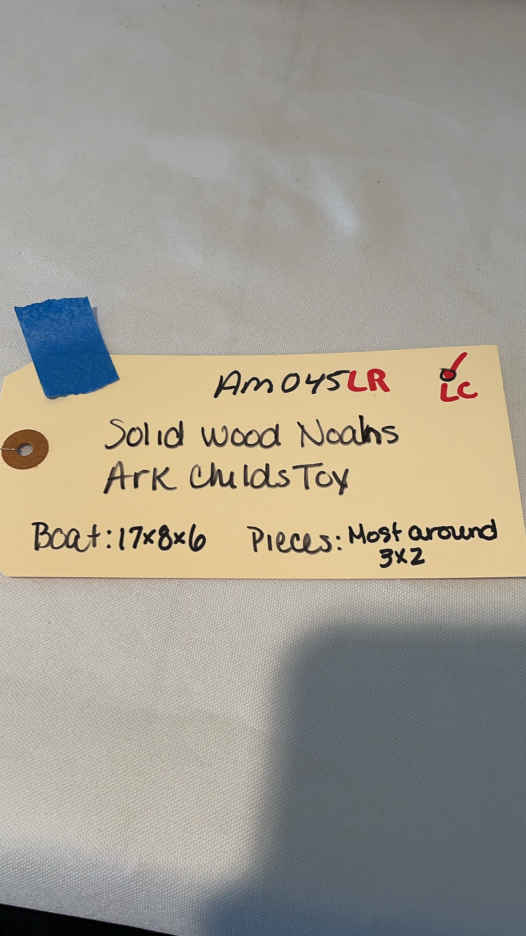 Am045LR
LC
Solid Wood Noahs
Ark Childs Toy
Boat: 17x8x6 Pieces: Most around
3x2